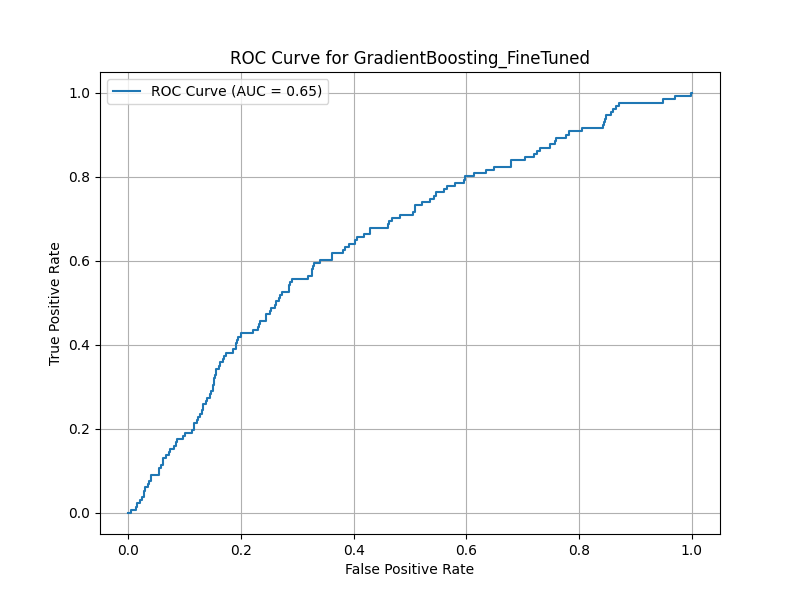 ROC Curve for GradientBoosting_FineTuned
ROC Curve (AUC = 0.65)
1.0
0.8
0.6
0.4
0.2
0.0
True Positive Rate
0.0 0.2 0.4 0.6 0.8 1.0
False Positive Rate